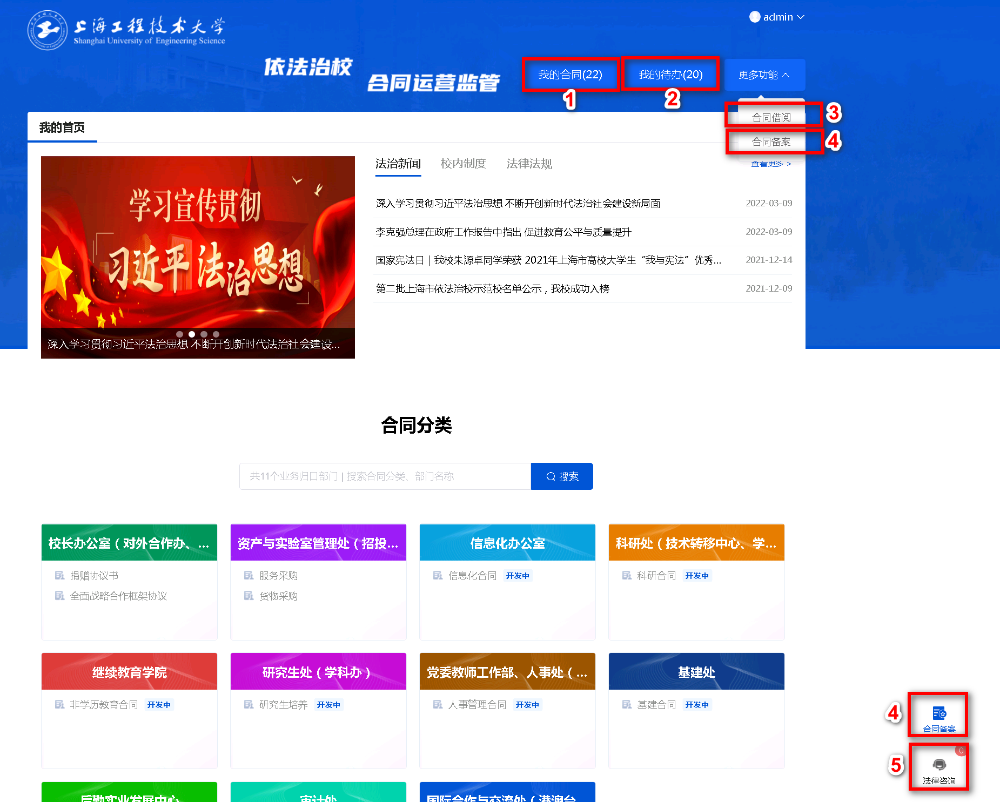 上海工程技术大学
Shanghai University of Engineering Science
admin
依法治校
合同运营监管
我的合同(22)
我的待办(20)
更多功能
1
2
合同借阅
3
合同备案
4
我的首页
法治新闻
校内制度
法律法规
查看更多 >
学习宣传贯彻
习近平法治思想
深入学习贯彻习近平法治思想 不断开创新时代法治社会建设...
深入学习贯彻习近平法治思想 不断开创新时代法治社会建设新局面
2022-03-09
李克强总理在政府工作报告中指出 促进教育公平与质量提升
2022-03-09
国家宪法日 | 我校朱源卓同学荣获 2021年上海市高校大学生“我与宪法”优秀...
2021-12-14
第二批上海市依法治校示范校名单公示，我校成功入榜
2021-12-09
合同分类
共11个业务归口部门 | 搜索合同分类、部门名称
搜索
校长办公室（对外合作办、...
捐赠协议书
全面战略合作框架协议
资产与实验室管理处（招投...
服务采购
货物采购
信息化办公室
信息化合同 开发中
科研处（技术转移中心、学...
科研合同 开发中
继续教育学院
非学历教育合同 开发中
研究生处（学科办）
研究生培养 开发中
党委教师工作部、人事处（...
人事管理合同 开发中
基建处
基建合同 开发中
4
合同备案
5
0
法律咨询
后勤实业发展中心
审计处
国际合作与交流处（港澳台